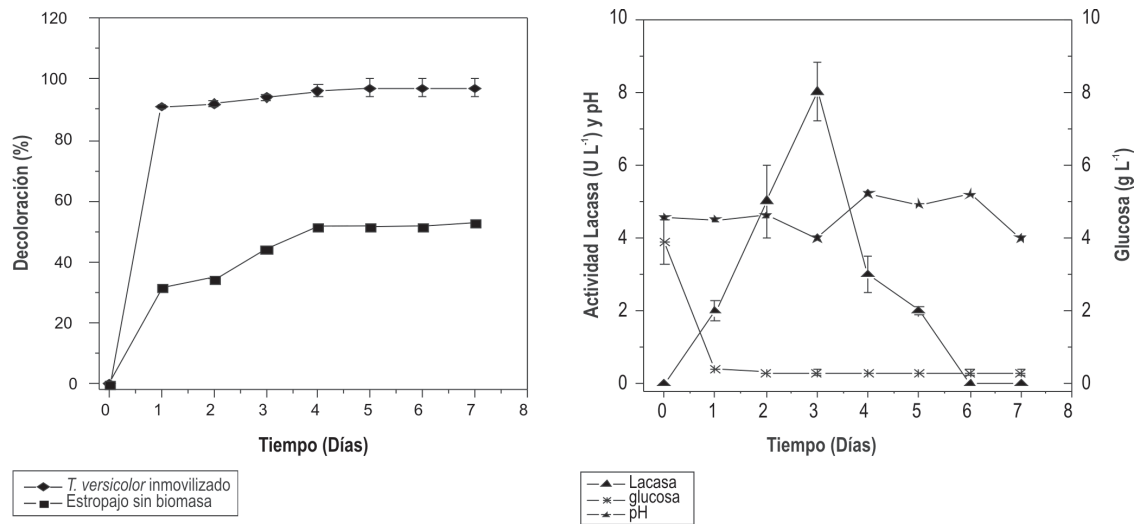 120
100
80
60
40
20
0
Decoloración (%)
0 1 2 3 4 5 6 7 8
Tiempo (Días)
T. versicolor inmovilizado
Estropajo sin biomasa
10
8
6
4
2
0
Actividad Lacasa (U L⁻¹) y pH
10
8
6
4
2
0
Glucosa (g L⁻¹)
0 1 2 3 4 5 6 7 8
Tiempo (Días)
Lacasa
glucosa
pH